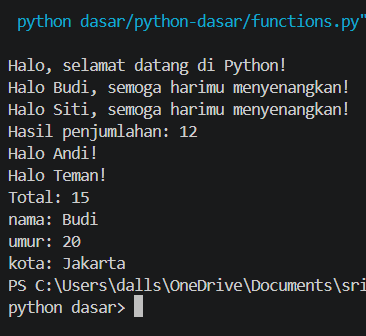 python dasar/python-dasar/functions.py"
Halo, selamat datang di Python!
Halo Budi, semoga harimu menyenangkan!
Halo Siti, semoga harimu menyenangkan!
Hasil penjumlahan: 12
Halo Andi!
Halo Teman!
Total: 15
nama: Budi
umur: 20
kota: Jakarta
PS C:\Users\dalls\OneDrive\Documents\sri
python dasar>